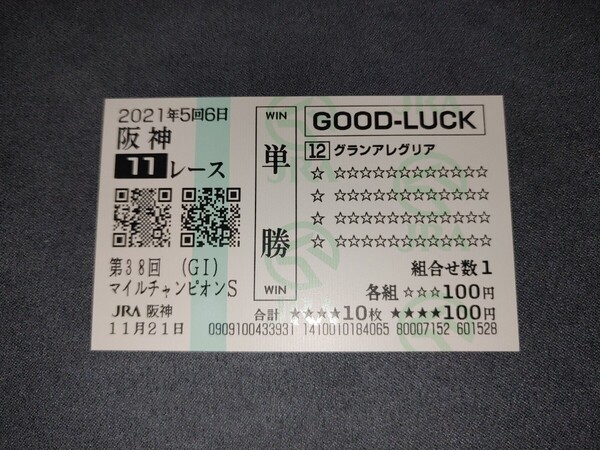 2021年5回6日
阪神
11レース
第38回 (GI)
マイルチャンピオンS
JRA 阪神
11月21日
WIN
単勝
WIN
GOOD-LUCK
12 グランアレグリア
☆ ☆☆☆☆☆☆☆☆☆☆☆☆
☆ ☆☆☆☆☆☆☆☆☆☆☆☆
☆ ☆☆☆☆☆☆☆☆☆☆☆☆
☆ ☆☆☆☆☆☆☆☆☆☆☆☆
組合せ数1
各組 ☆☆☆100円
合計 ★★★★10枚 ★★★★100円
0909100433931 1410010184065 80007152 601528